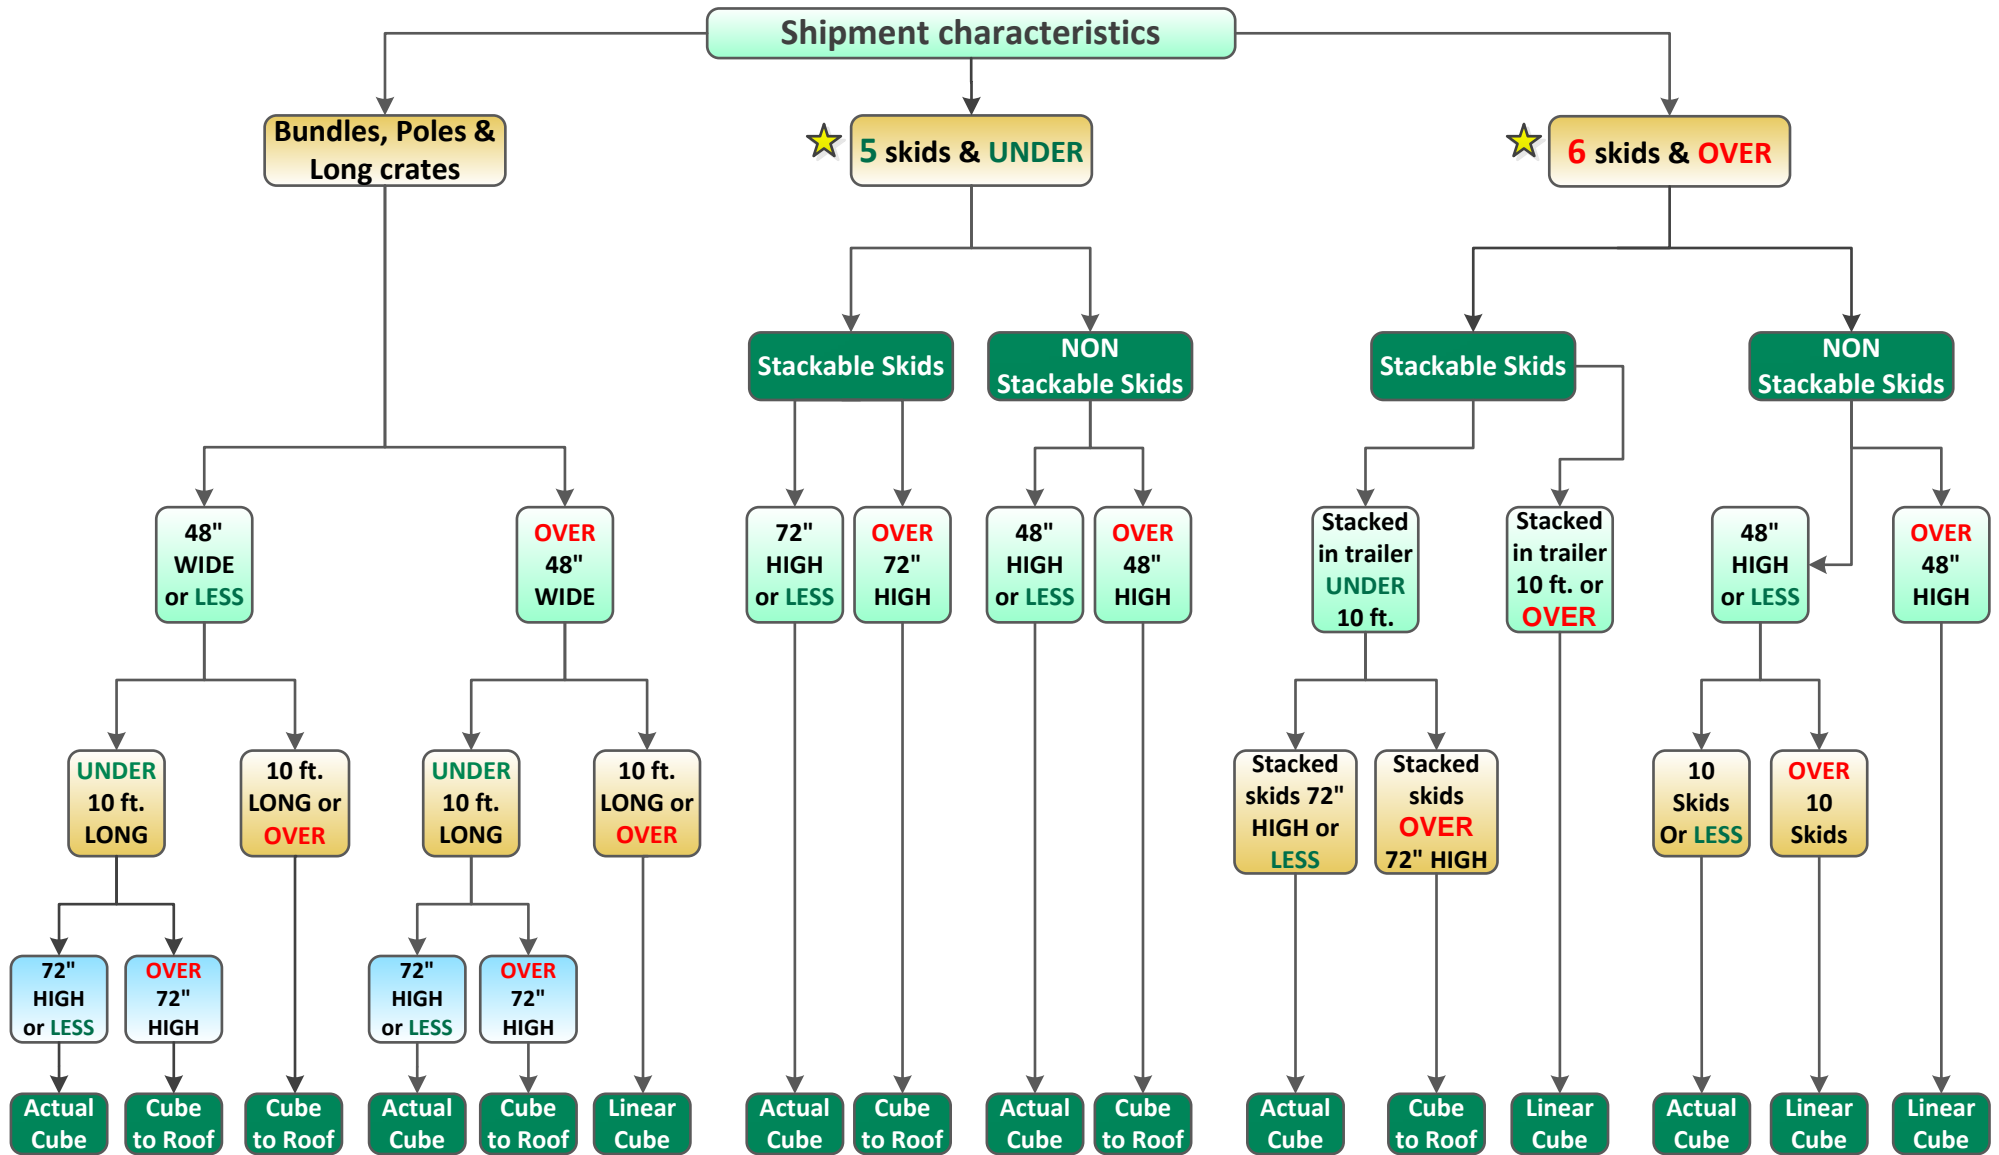 Shipment characteristics
Bundles, Poles &
Long crates
5 skids & UNDER
6 skids & OVER
Stackable Skids
NON
Stackable Skids
Stackable Skids
NON
Stackable Skids
48"
WIDE
or LESS
OVER
48"
WIDE
72"
HIGH
or LESS
OVER
72"
HIGH
48"
HIGH
or LESS
OVER
48"
HIGH
Stacked
in trailer
UNDER
10 ft.
Stacked
in trailer
10 ft. or
OVER
48"
HIGH
or LESS
OVER
48"
HIGH
UNDER
10 ft.
LONG
10 ft.
LONG or
OVER
UNDER
10 ft.
LONG
10 ft.
LONG or
OVER
Stacked
skids 72"
HIGH or
LESS
Stacked
skids
OVER
72" HIGH
10
Skids
Or LESS
OVER
10
Skids
72"
HIGH
or LESS
OVER
72"
HIGH
72"
HIGH
or LESS
OVER
72"
HIGH
Actual
Cube
Cube
to Roof
Cube
to Roof
Actual
Cube
Cube
to Roof
Linear
Cube
Actual
Cube
Cube
to Roof
Actual
Cube
Cube
to Roof
Actual
Cube
Cube
to Roof
Linear
Cube
Actual
Cube
Linear
Cube
Linear
Cube